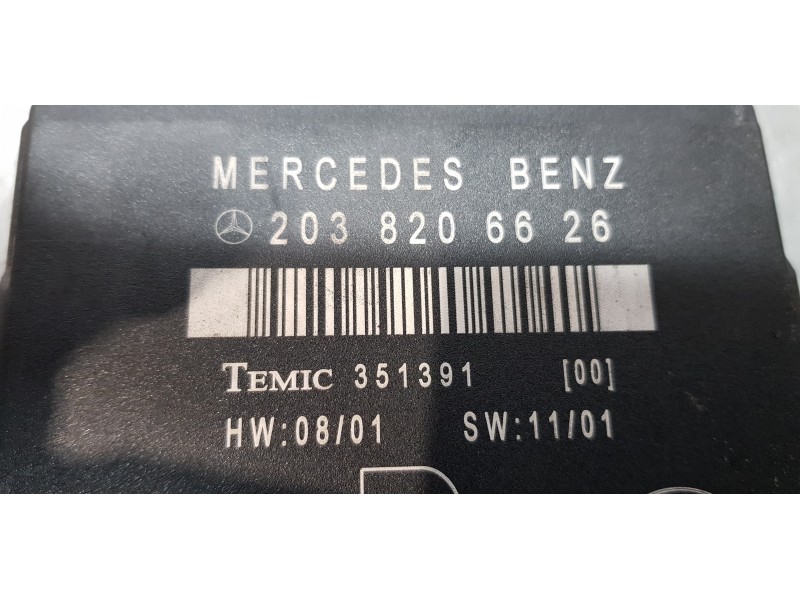 MERCEDES BENZ
203 820 66 26
TEMIC 351391 [00]
HW:08/01 SW:11/01